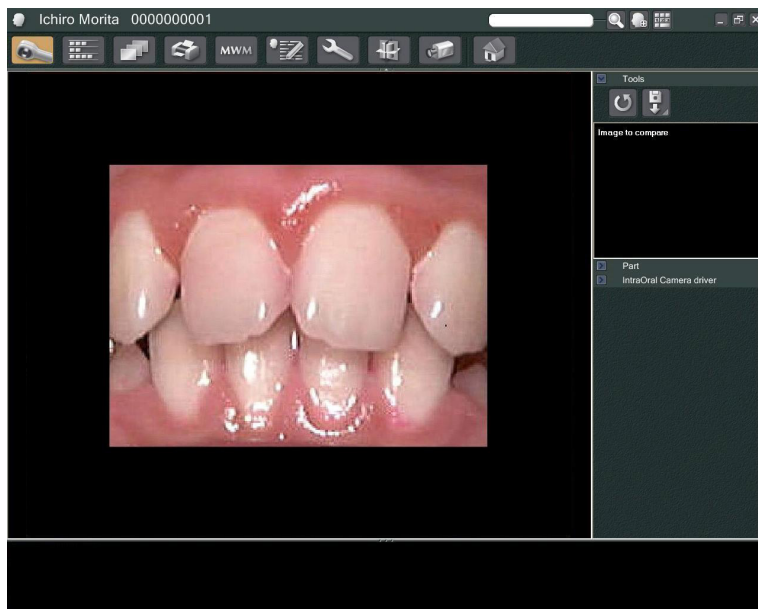 Ichiro Morita 0000000001
MWM
Tools
Image to compare
Part
IntraOral Camera driver